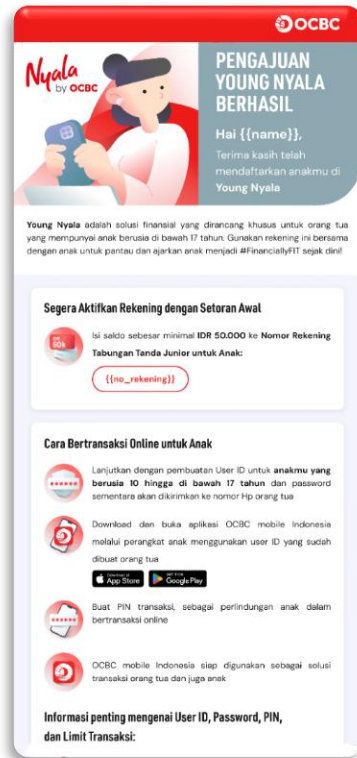 OCBC
Nyala
by OCBC
PENGAJUAN
YOUNG NYALA
BERHASIL
Hai {{name}},
Terima kasih telah
mendaftarkan anakmu di
Young Nyala
Young Nyala adalah solusi finansial yang dirancang khusus untuk orang tua
yang mempunyai anak berusia di bawah 17 tahun. Gunakan rekening ini bersama
dengan anak untuk pantau dan ajarkan anak menjadi #FinanciallyFIT sejak dini!
Segera Aktifkan Rekening dengan Setoran Awal
50k
Isi saldo sebesar minimal IDR 50.000 ke Nomor Rekening
Tabungan Tanda Junior untuk Anak:
{{no_rekening}}
Cara Bertransaksi Online untuk Anak
Lanjutkan dengan pembuatan User ID untuk anakmu yang
berusia 10 hingga di bawah 17 tahun dan password
sementara akan dikirimkan ke nomor Hp orang tua
Download dan buka aplikasi OCBC mobile Indonesia
melalui perangkat anak menggunakan user ID yang sudah
dibuat orang tua
App Store
Google Play
Buat PIN transaksi, sebagai perlindungan anak dalam
bertransaksi online
OCBC mobile Indonesia siap digunakan sebagai solusi
transaksi orang tua dan juga anak
Informasi penting mengenai User ID, Password, PIN,
dan Limit Transaksi: